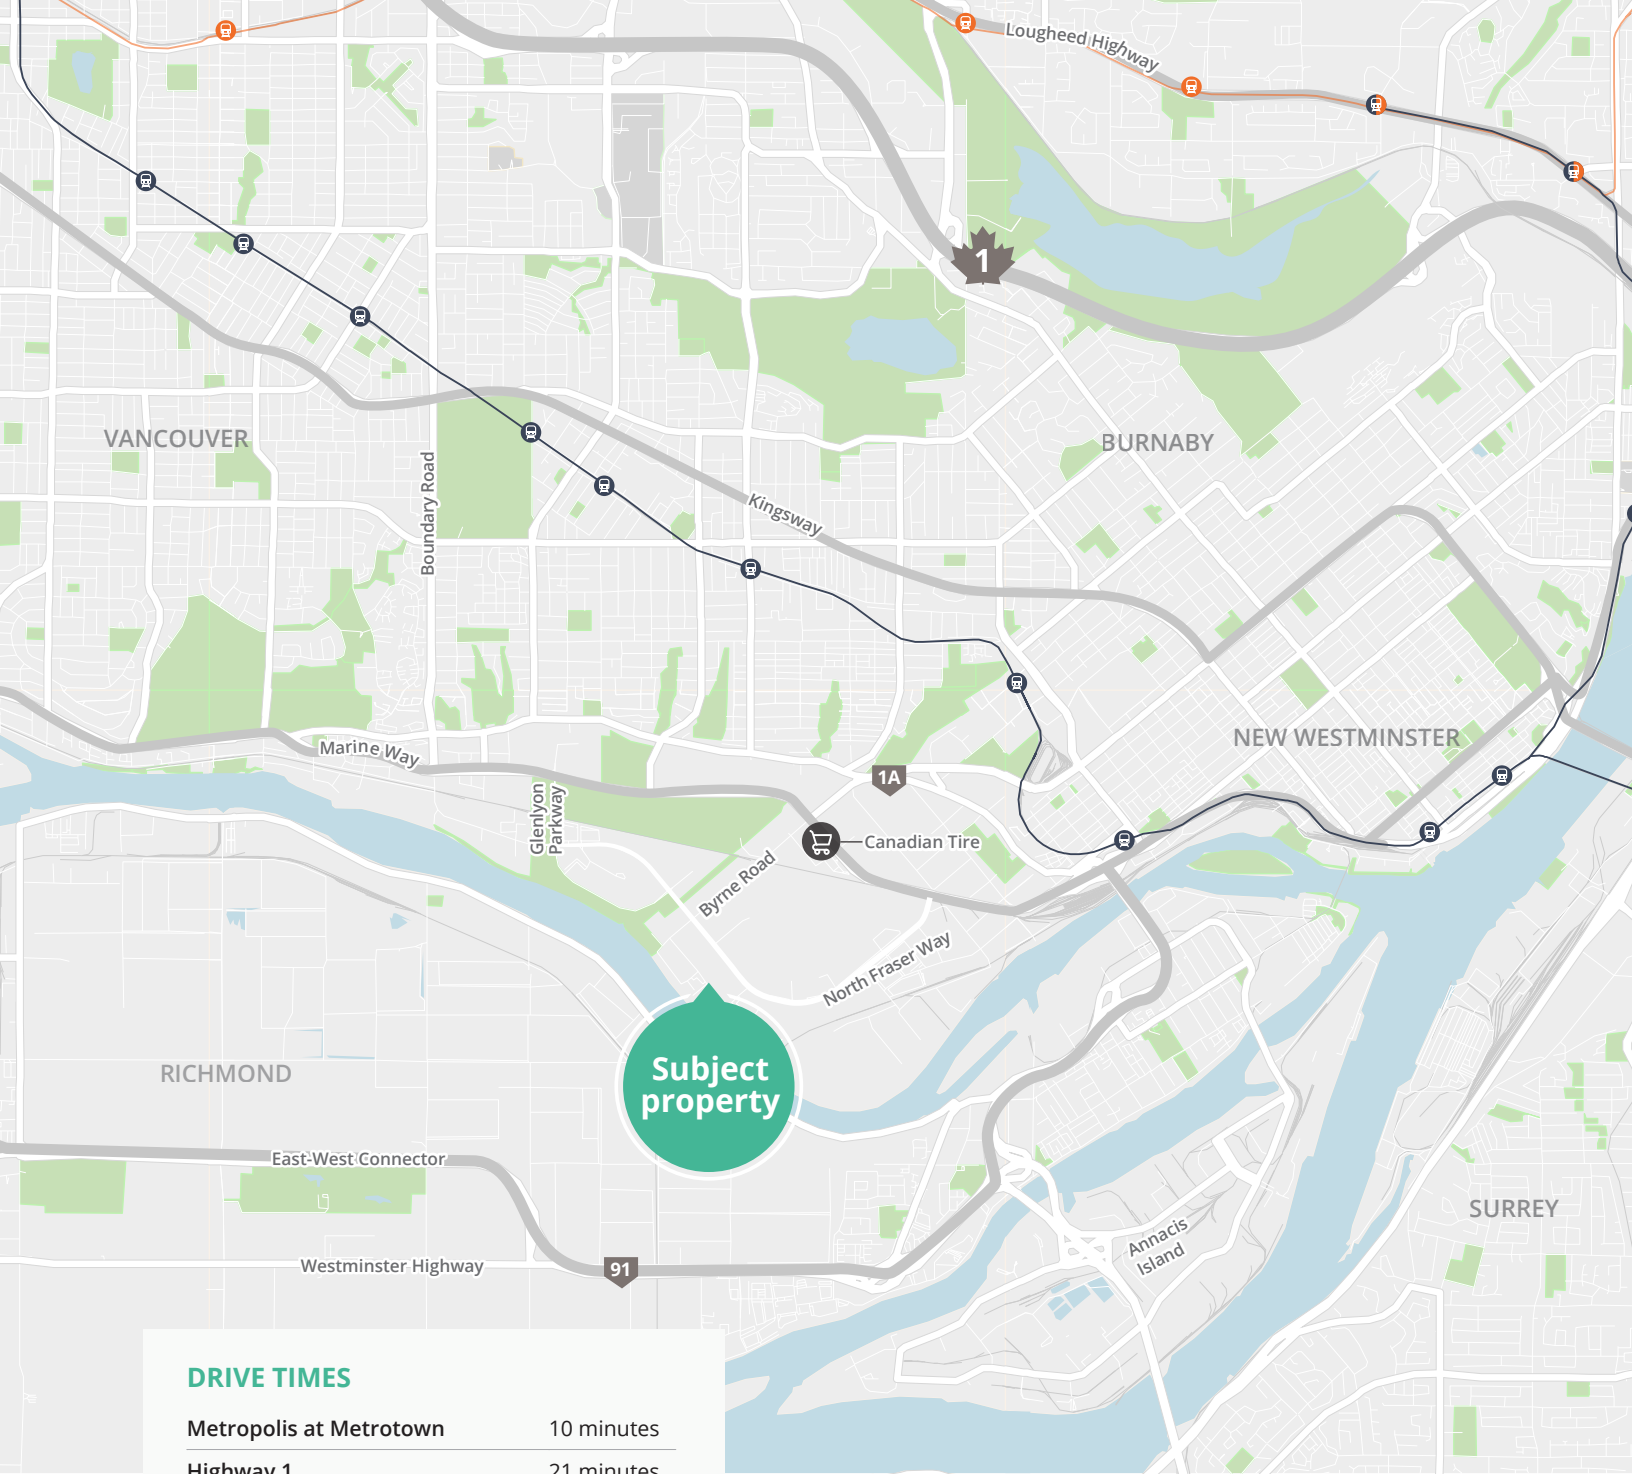 Lougheed Highway
1
VANCOUVER
BURNABY
Boundary Road
Kingsway
NEW WESTMINSTER
Marine Way
1A
Glenlyon
Parkway
Canadian Tire
Byrne Road
North Fraser Way
Subject
property
RICHMOND
East-West Connector
SURREY
Annacis
Island
Westminster Highway
91
DRIVE TIMES
Metropolis at Metrotown 10 minutes
Highway 1 21 minutes